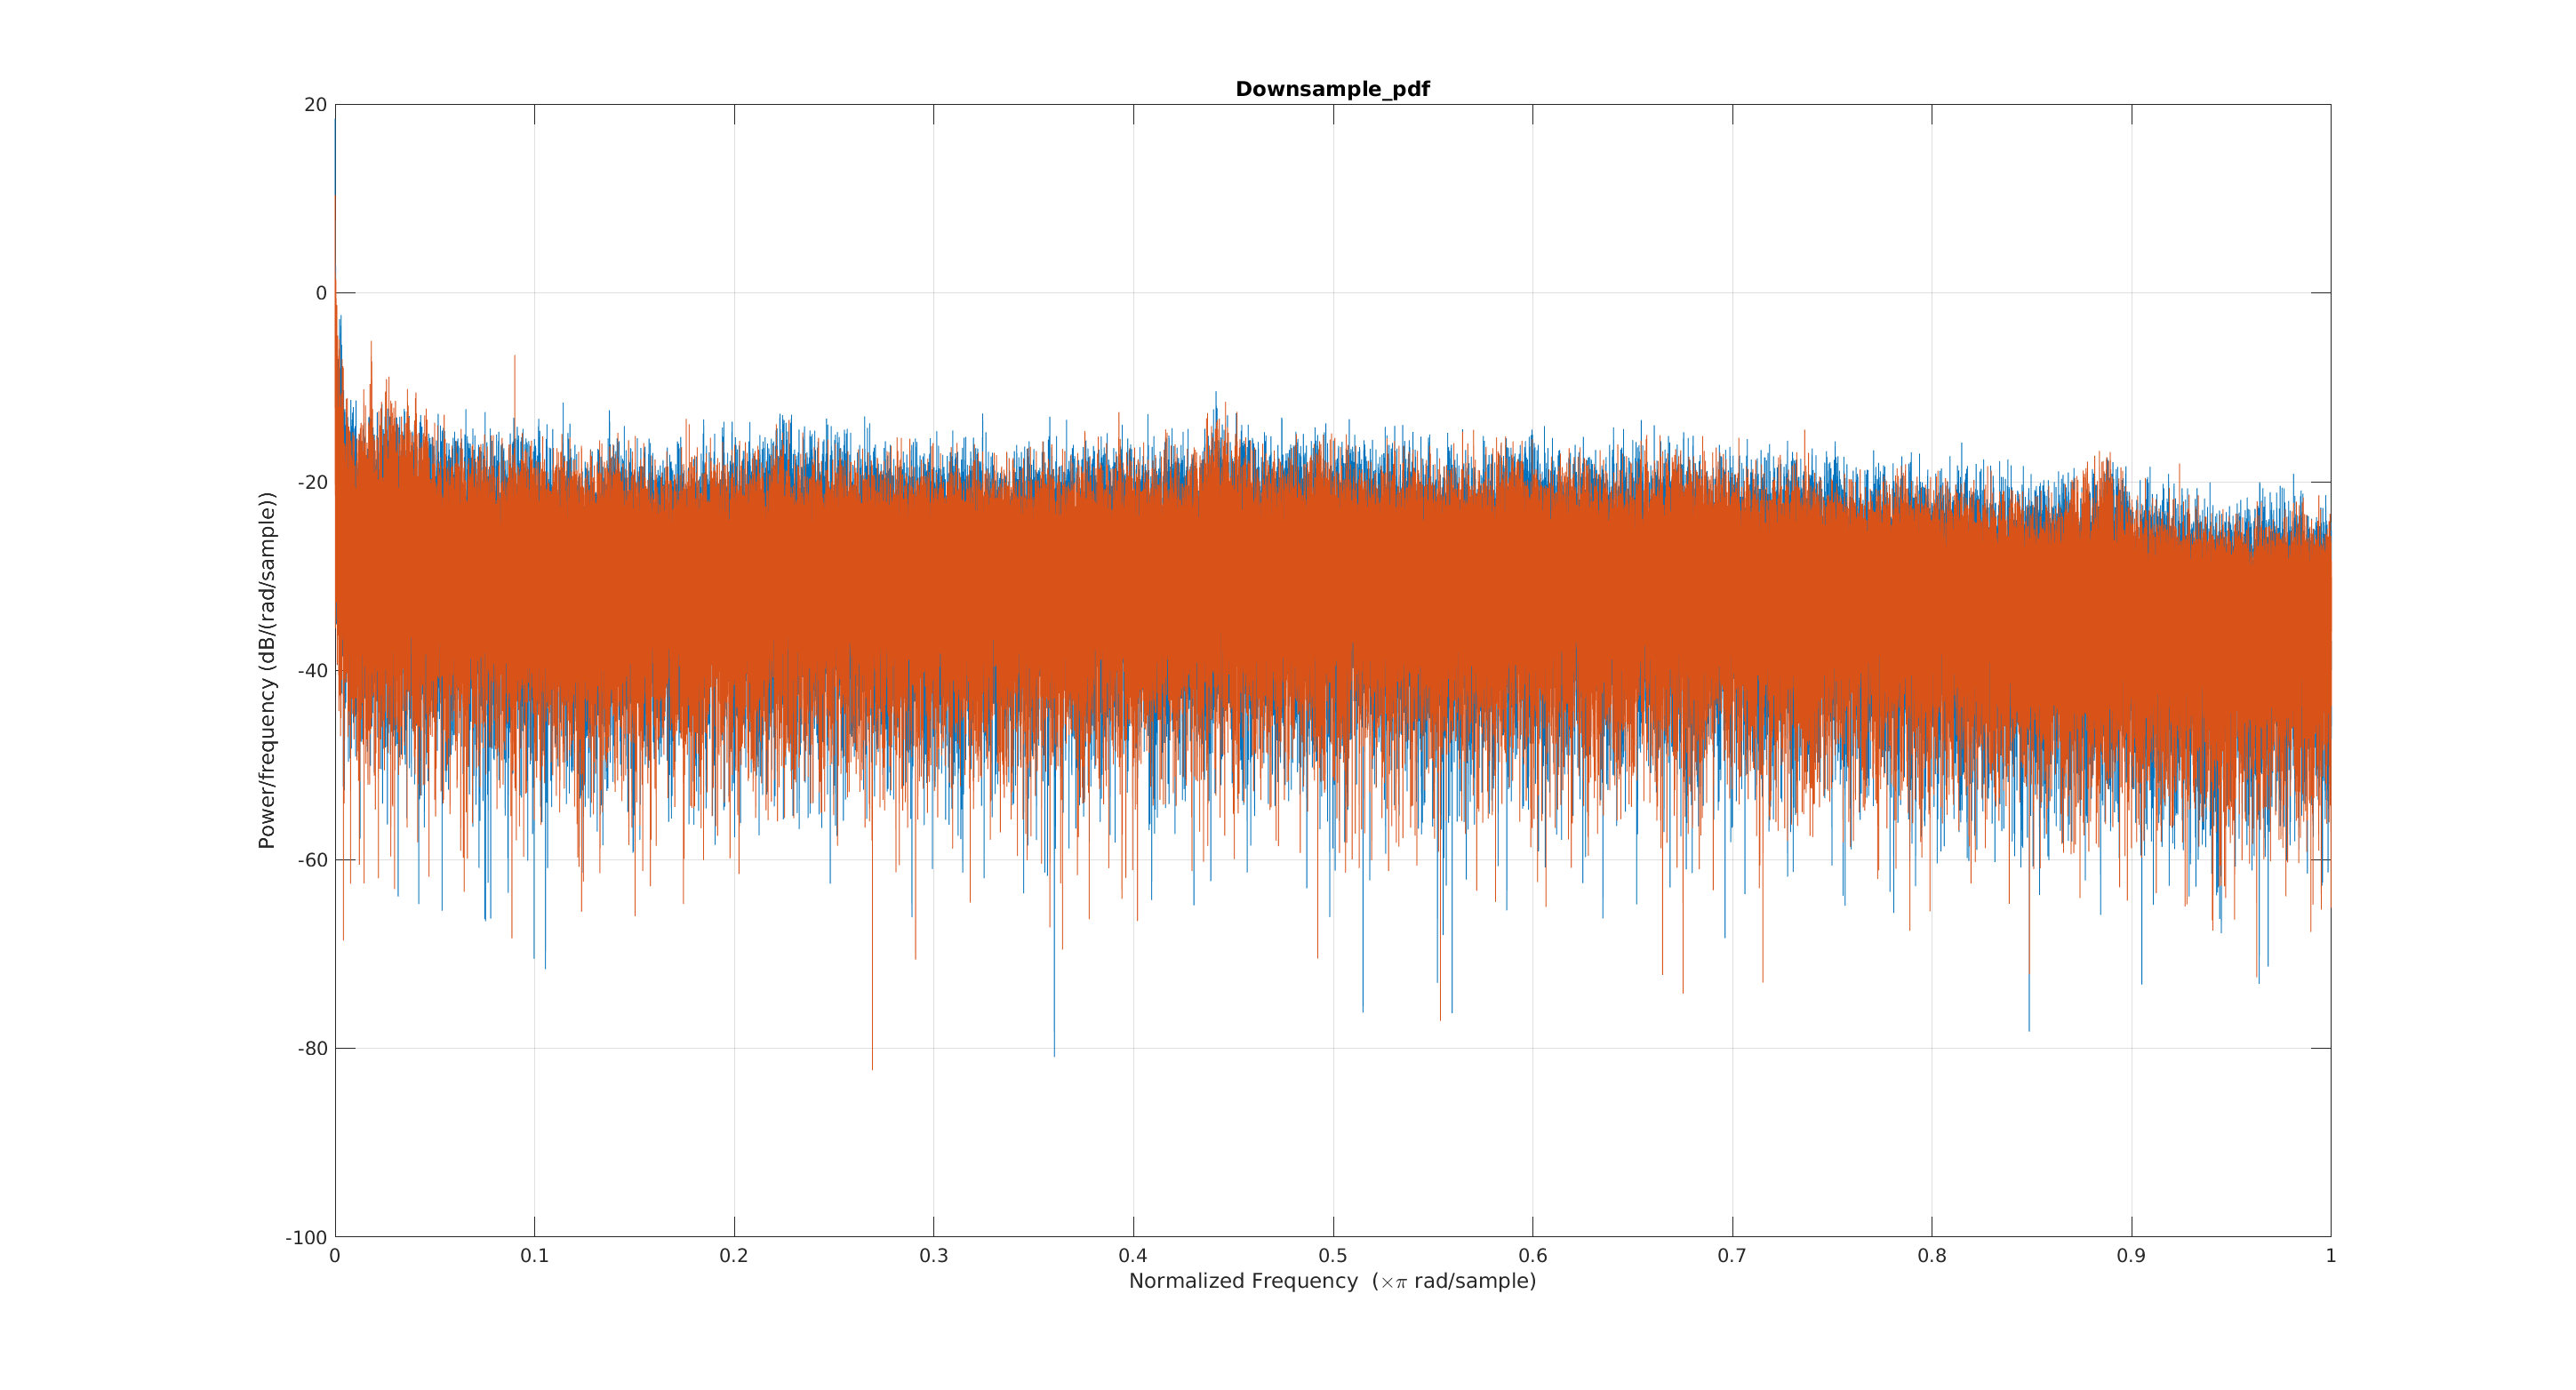 Downsample_pdf
20
0
-20
-40
-60
-80
-100
Power/frequency (dB/(rad/sample))
0 0.1 0.2 0.3 0.4 0.5 0.6 0.7 0.8 0.9 1
Normalized Frequency (×π rad/sample)